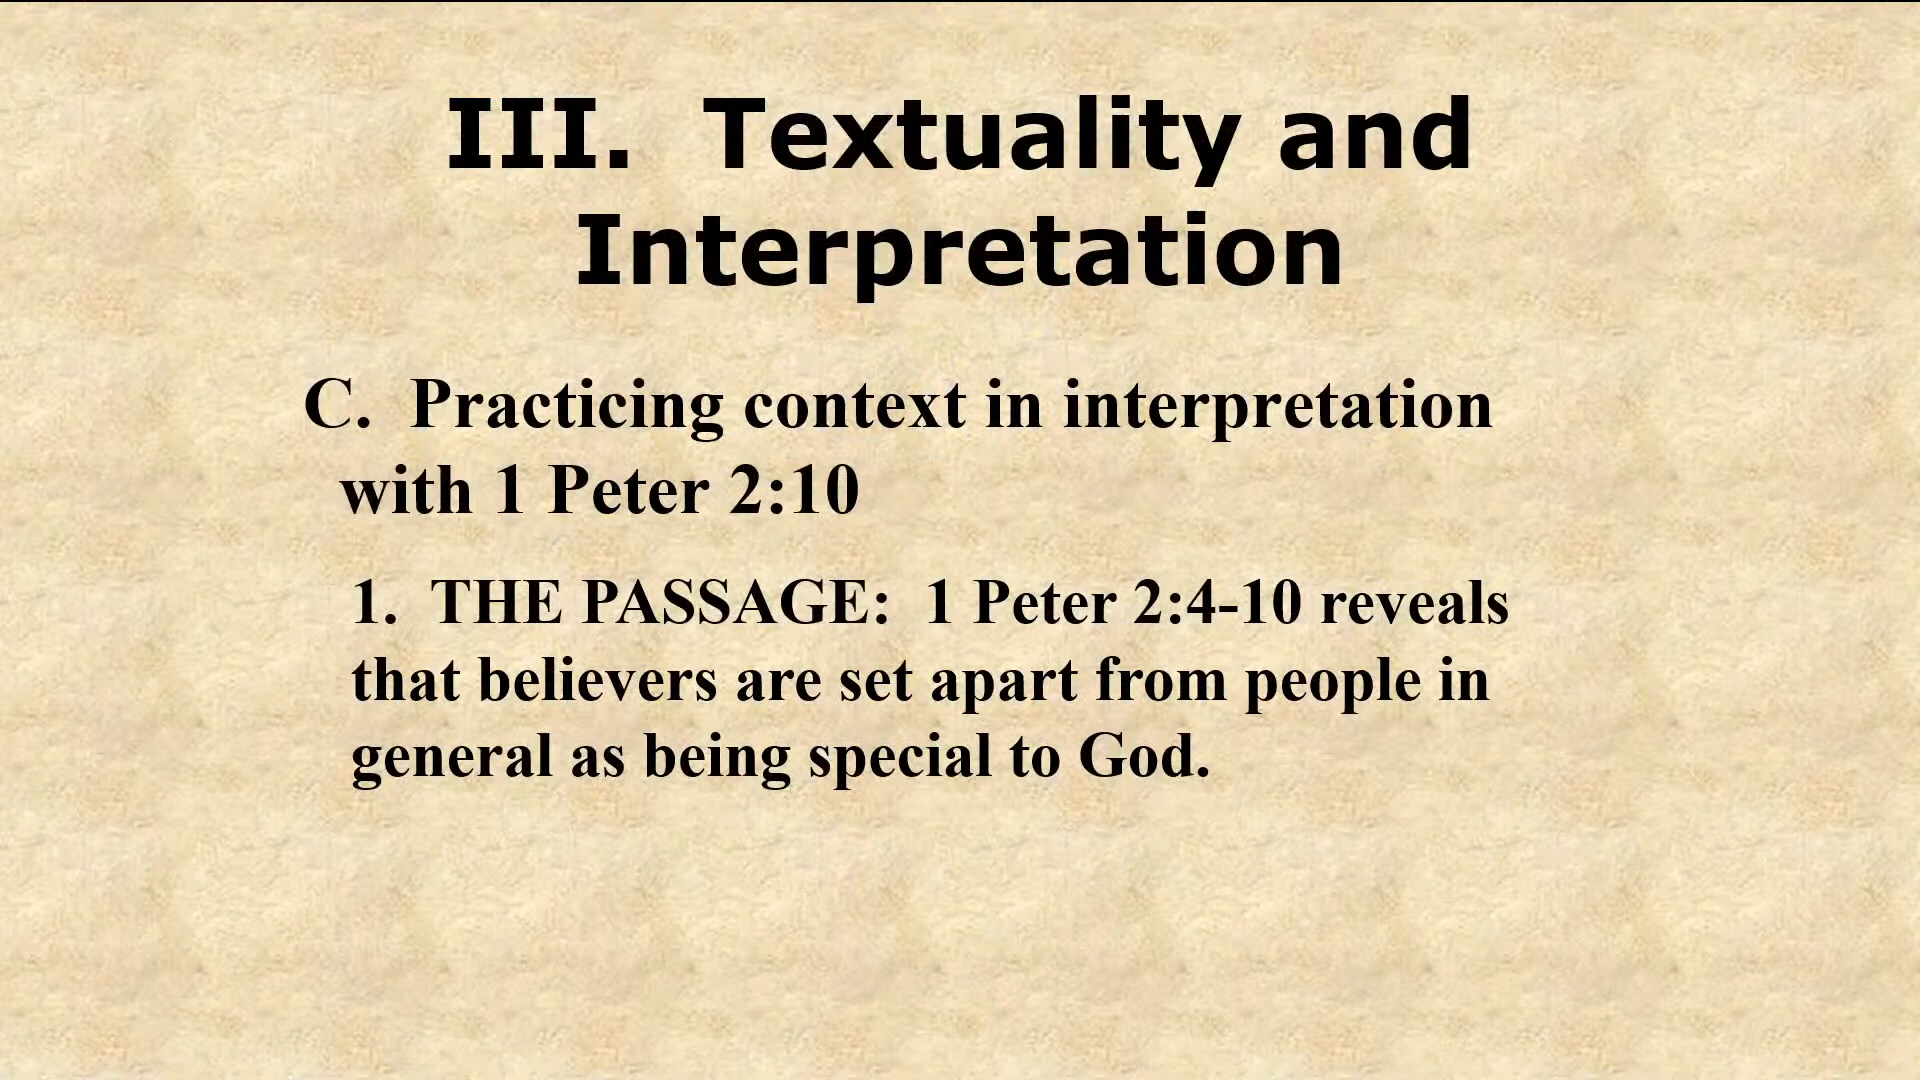 III.  Textuality and
Interpretation
C.  Practicing context in interpretation
with 1 Peter 2:10
1.  THE PASSAGE:  1 Peter 2:4-10 reveals
that believers are set apart from people in
general as being special to God.